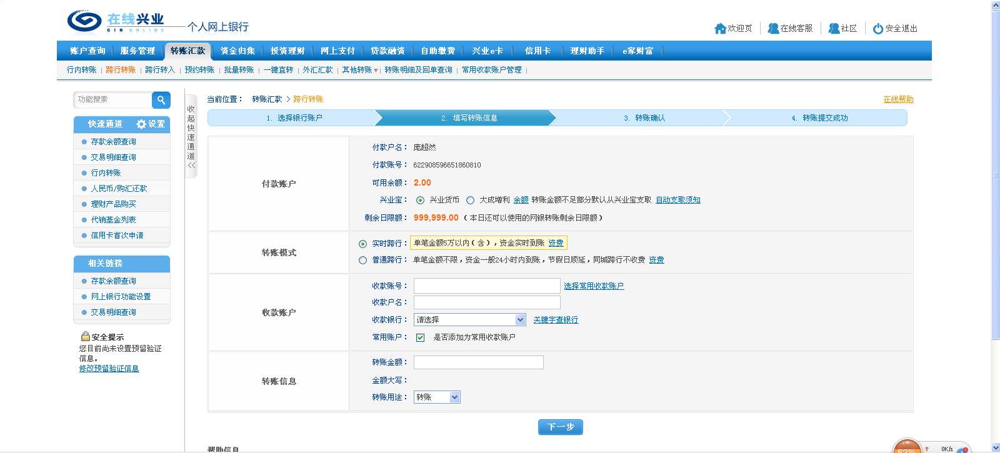 在线兴业
CIB ONLINE
个人网上银行
欢迎页 在线客服 社区 安全退出
账户查询 服务管理 转账汇款 资金归集 投资理财 网上支付 贷款融资 自助缴费 兴业e卡 信用卡 理财助手 e家财富
行内转账 | 跨行转账 | 跨行转入 | 预约转账 | 批量转账 | 一键直转 | 外汇汇款 | 其他转账 | 转账明细及回单查询 | 常用收款账户管理 |
功能搜索
快速通道 设置
存款余额查询
交易明细查询
行内转账
人民币/购汇还款
理财产品购买
代销基金列表
信用卡首次申请
相关链接
存款余额查询
网上银行功能设置
交易明细查询
安全提示
您目前尚未设置预留验证
信息。
修改预留验证信息
收起快速通道<<
当前位置： 转账汇款 > 跨行转账
在线帮助
1. 选择银行账户 2. 填写转账信息 3. 转账确认 4. 转账提交成功
付款账户
付款户名： 庞超然
付款账号： 622908596651860810
可用余额： 2.00
兴业宝： 兴业货币 大成增利 余额 转账金额不足部分默认从兴业宝支取 自动支取须知
剩余日限额： 999,999.00 （本日还可以使用的网银转账剩余日限额）
转账模式
实时跨行： 单笔金额5万以内（含），资金实时到账 资费
普通跨行： 单笔金额不限，资金一般24小时内到账，节假日顺延，同城跨行不收费 资费
收款账户
收款账号： 选择常用收款账户
收款户名：
收款银行： 请选择 关键字查银行
常用账户： 是否添加为常用收款账户
转账信息
转账金额：
金额大写：
转账用途： 转账
下一步
帮助信息
62% 0K/s